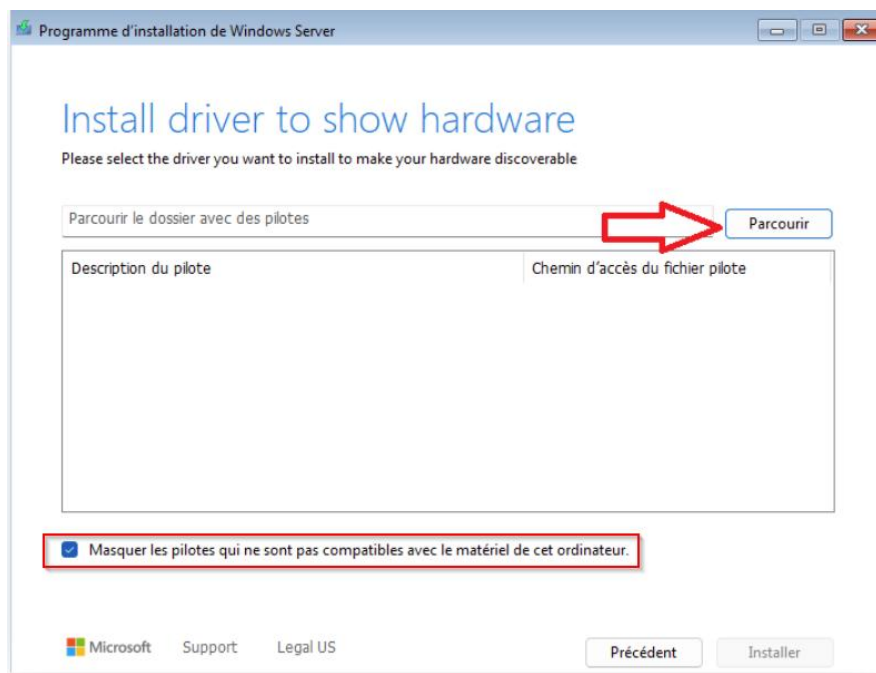 Programme d'installation de Windows Server
Install driver to show hardware
Please select the driver you want to install to make your hardware discoverable
Parcourir le dossier avec des pilotes
Parcourir
Description du pilote
Chemin d'accès du fichier pilote
Masquer les pilotes qui ne sont pas compatibles avec le matériel de cet ordinateur.
Microsoft Support Legal US
Précédent
Installer